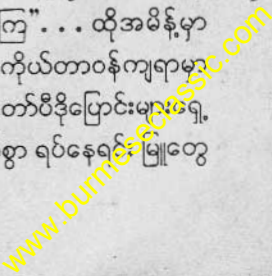 ကြ”. . . ထိုအမိန့်မှာ
ကိုယ်တာဝန်ကျရာမှာ
တာ်ပီဒိုပြောင်းများရှေ့
စွာ ရပ်နေရင်း မြူတွေ
www.burmeseclassic.com